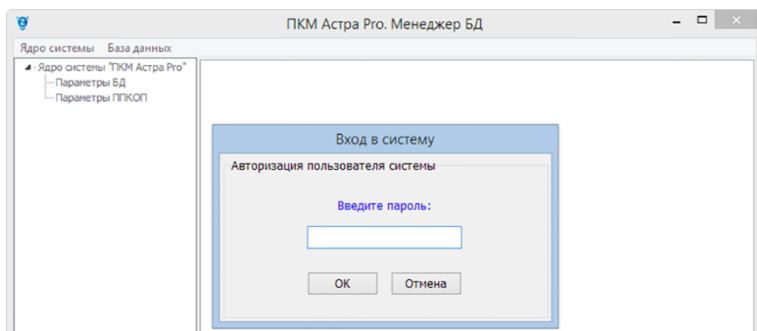 ПКМ Астра Pro. Менеджер БД
Ядро системы База данных
Ядро системы "ПКМ Астра Pro"
Параметры БД
Параметры ППКОП
Вход в систему
Авторизация пользователя системы
Введите пароль:
OK Отмена